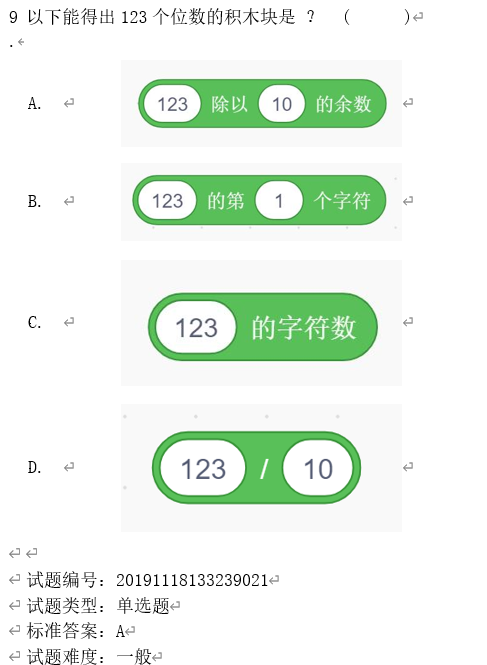 9 以下能得出 123 个位数的积木块是 ？ (      )
.
A. 123 除以 10 的余数
B. 123 的第 1 个字符
C. 123 的字符数
D. 123 / 10
试题编号：20191118133239021
试题类型：单选题
标准答案：A
试题难度：一般